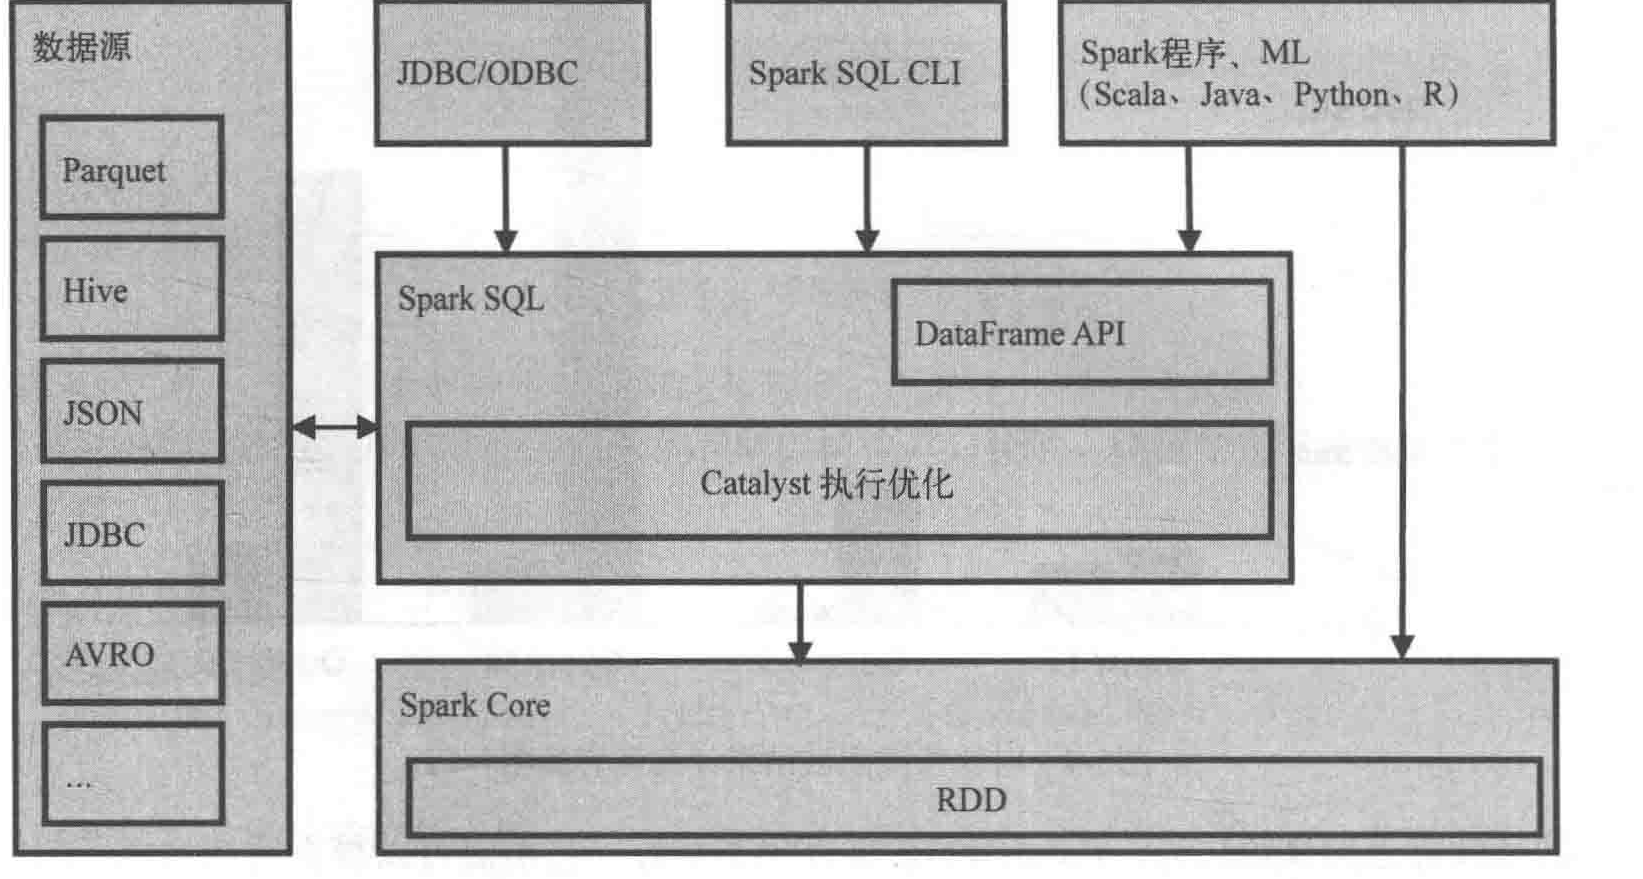 数据源
Parquet
Hive
JSON
JDBC
AVRO
...
JDBC/ODBC
Spark SQL CLI
Spark程序、ML
（Scala、Java、Python、R）
Spark SQL
DataFrame API
Catalyst 执行优化
Spark Core
RDD